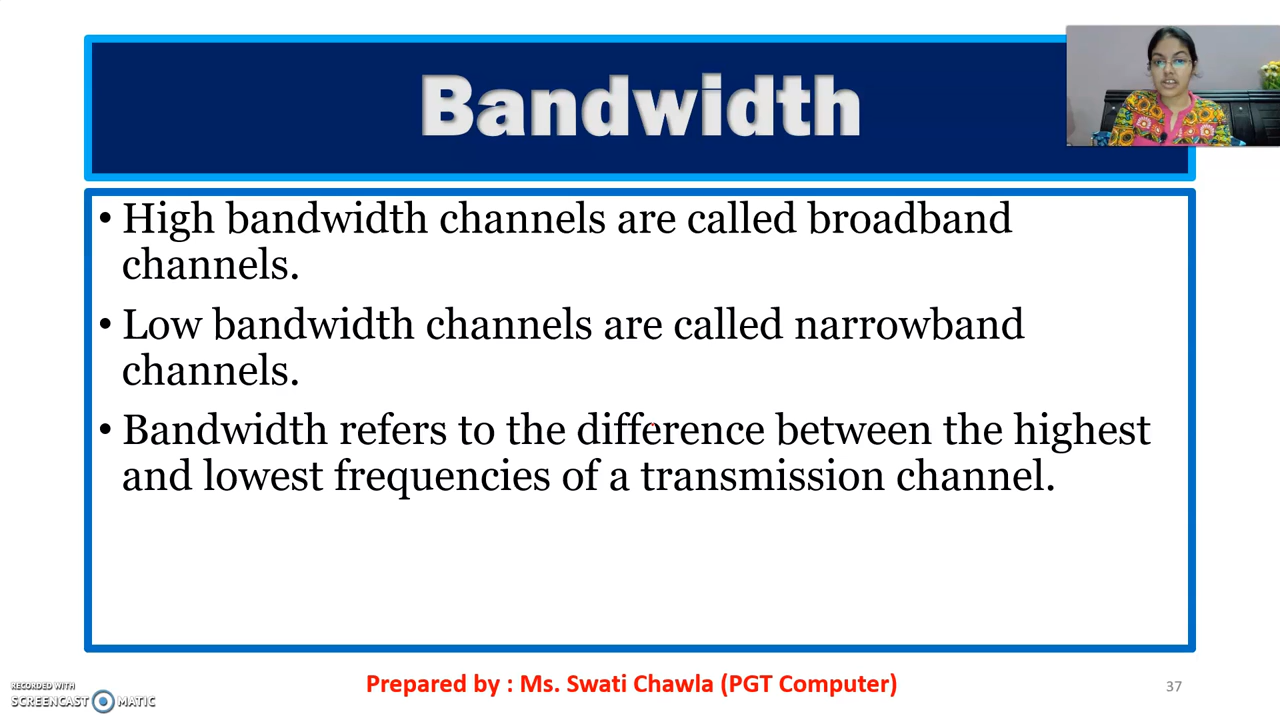 Bandwidth
• High bandwidth channels are called broadband
channels.
• Low bandwidth channels are called narrowband
channels.
• Bandwidth refers to the difference between the highest
and lowest frequencies of a transmission channel.
Prepared by : Ms. Swati Chawla (PGT Computer)
37
RECORDED WITH
SCREENCAST MATIC